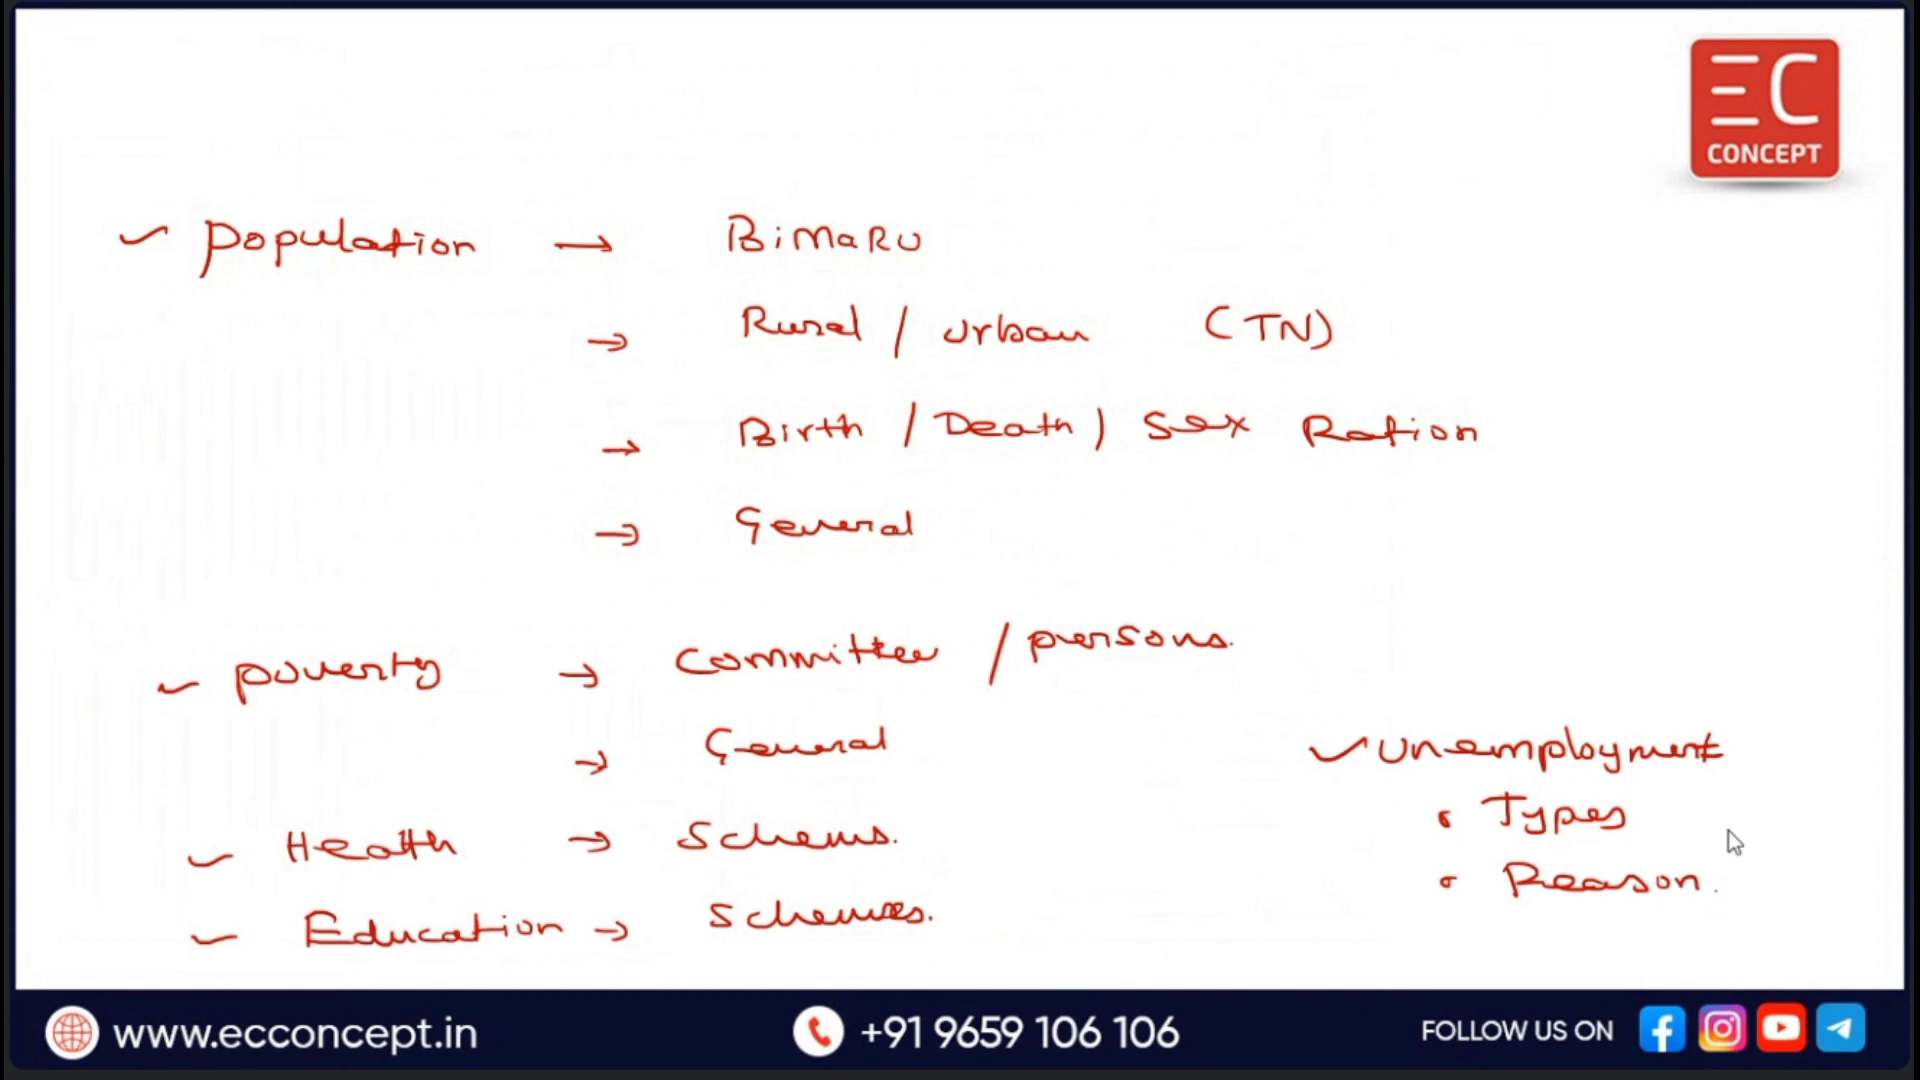 EC
CONCEPT
✓ Population → BiMaRU
→ Rural / Urban (TN)
→ Birth / Death / Sex Ration
→ General
✓ Poverty → Committee / persons.
→ General
✓ Unemployment
• Types
• Reason.
✓ Health → Schems.
✓ Education → Schemes.
www.ecconcept.in
+91 9659 106 106
FOLLOW US ON